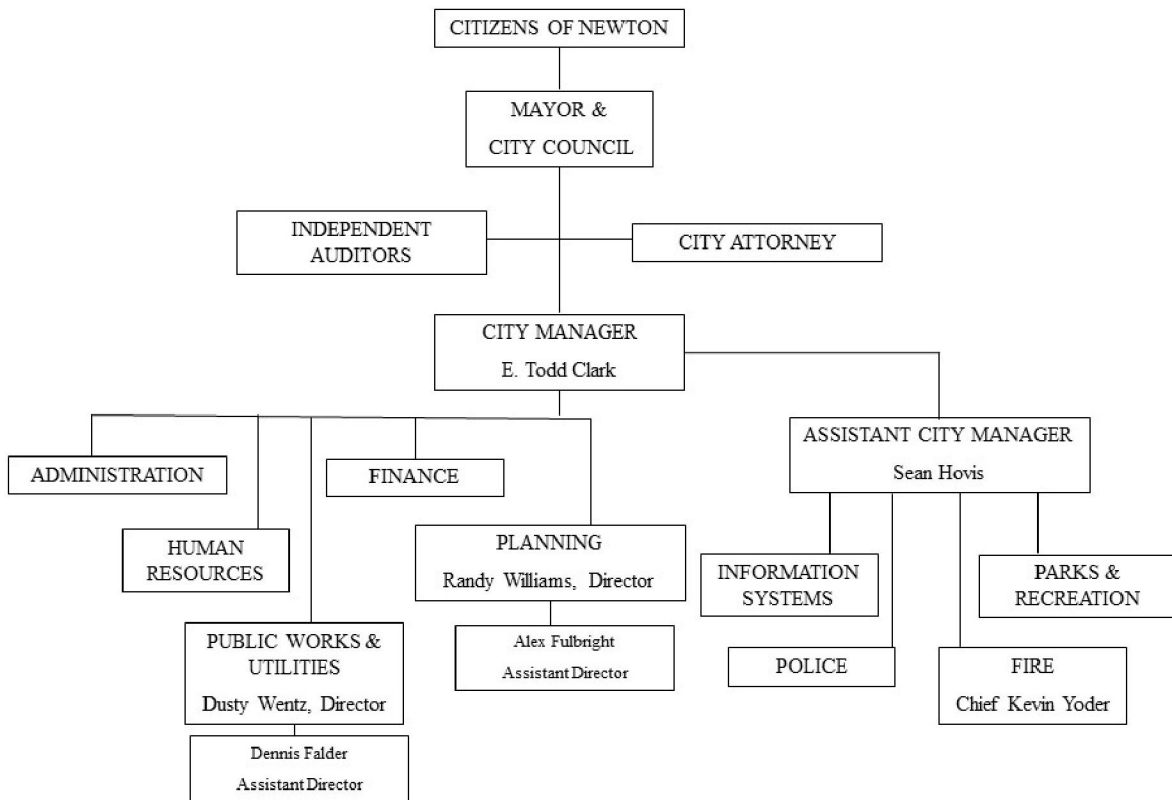 CITIZENS OF NEWTON
MAYOR &
CITY COUNCIL
INDEPENDENT
AUDITORS
CITY ATTORNEY
CITY MANAGER
E. Todd Clark
ASSISTANT CITY MANAGER
Sean Hovis
ADMINISTRATION
FINANCE
HUMAN
RESOURCES
PLANNING
Randy Williams, Director
INFORMATION
SYSTEMS
PARKS &
RECREATION
PUBLIC WORKS &
UTILITIES
Dusty Wentz, Director
Alex Fulbright
Assistant Director
POLICE
FIRE
Chief Kevin Yoder
Dennis Falder
Assistant Director